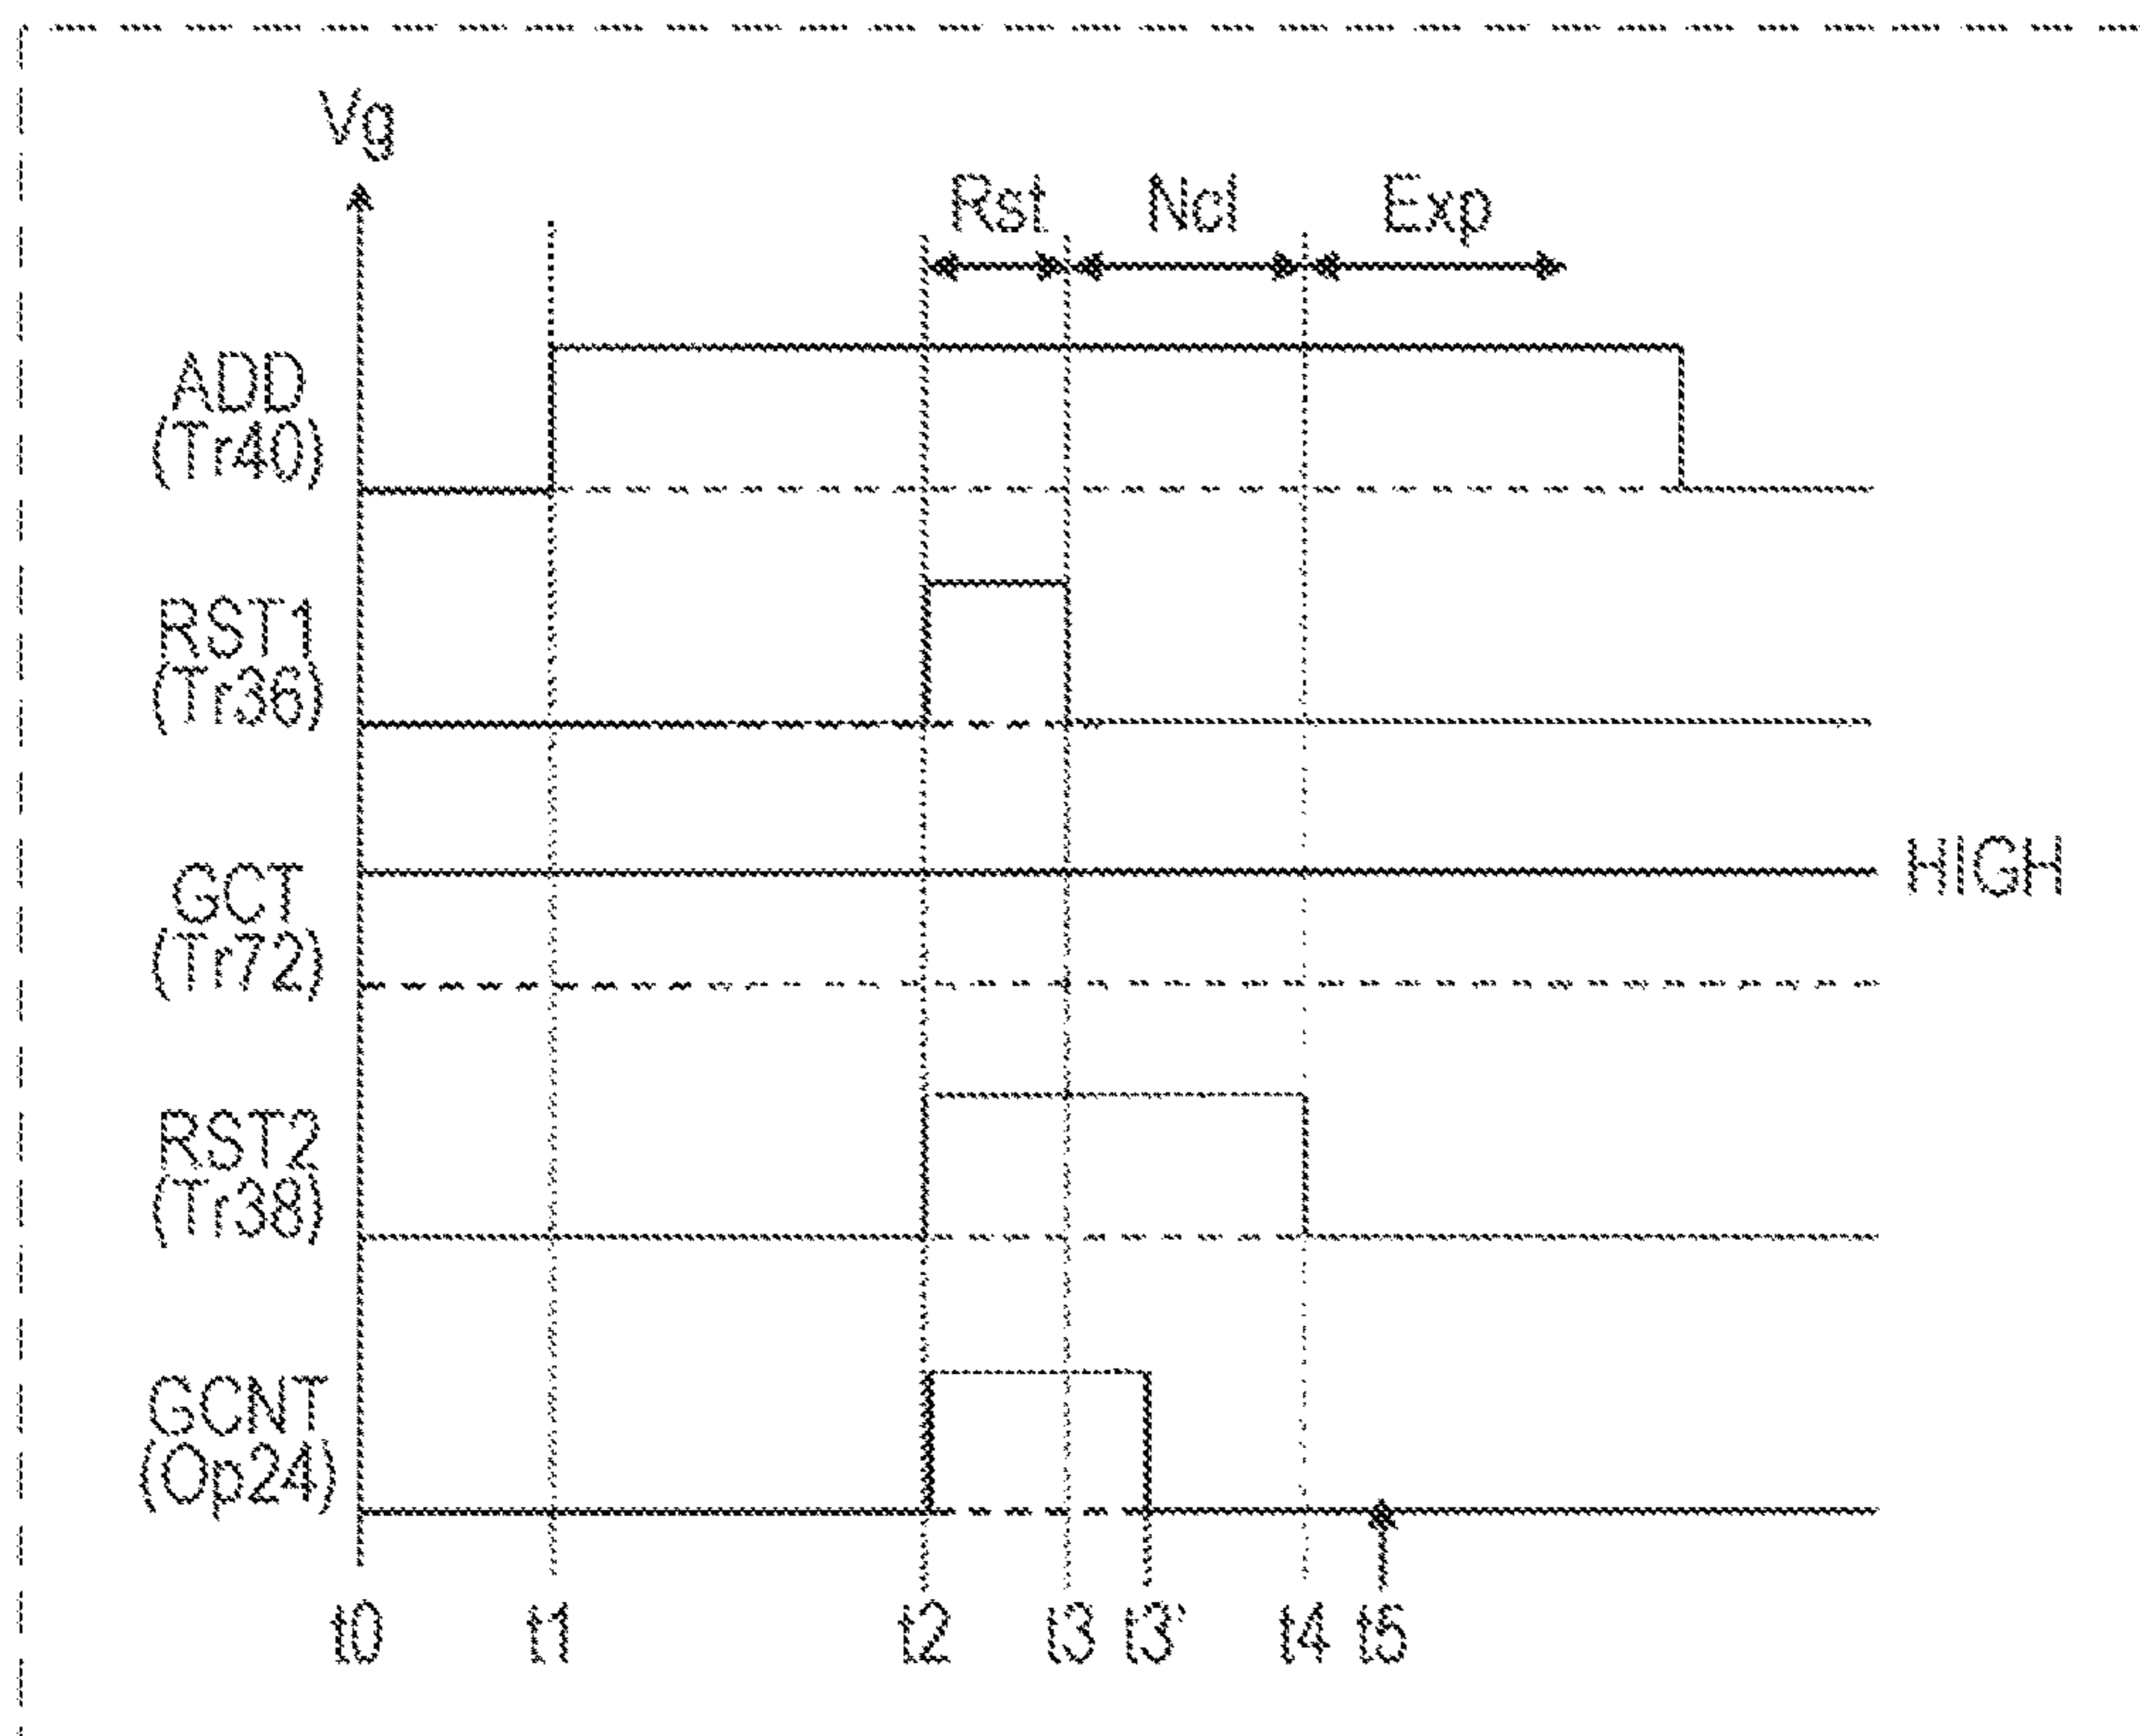 Vg
Rst Ncl Exp
ADD
(Tr40)
RST1
(Tr36)
GCT
(Tr72)
HIGH
RST2
(Tr38)
GCNT
(Op24)
t0 t1 t2 t3 t3' t4 t5